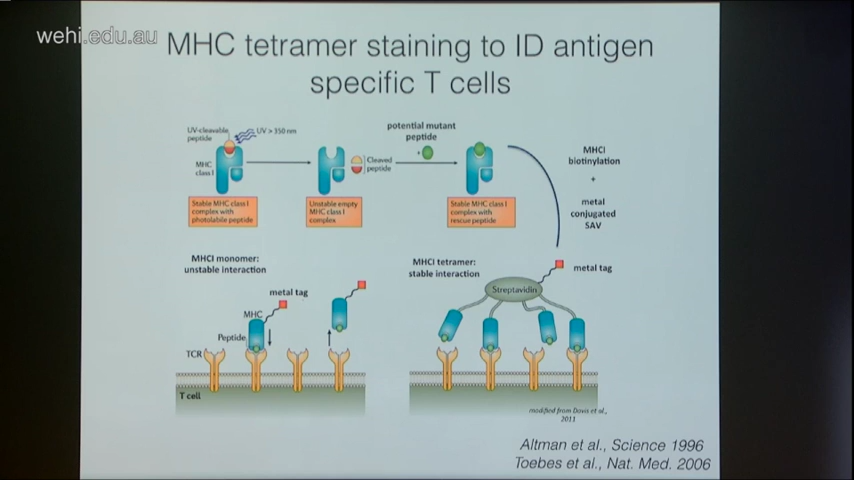 wehi.edu.au
MHC tetramer staining to ID antigen
specific T cells
UV-cleavable
peptide
UV > 350 nm
MHC
class I
Cleaved
peptide
potential mutant
peptide
+
Stable MHC class I
complex with
photolabile peptide
Unstable empty
MHC class I
complex
Stable MHC class I
complex with
rescue peptide
MHCI
biotinylation
+
metal
conjugated
SAV
MHCI monomer:
unstable interaction
metal tag
MHC
Peptide
TCR
T cell
MHCI tetramer:
stable interaction
metal tag
Streptavidin
modified from Davis et al.,
2011
Altman et al., Science 1996
Toebes et al., Nat. Med. 2006